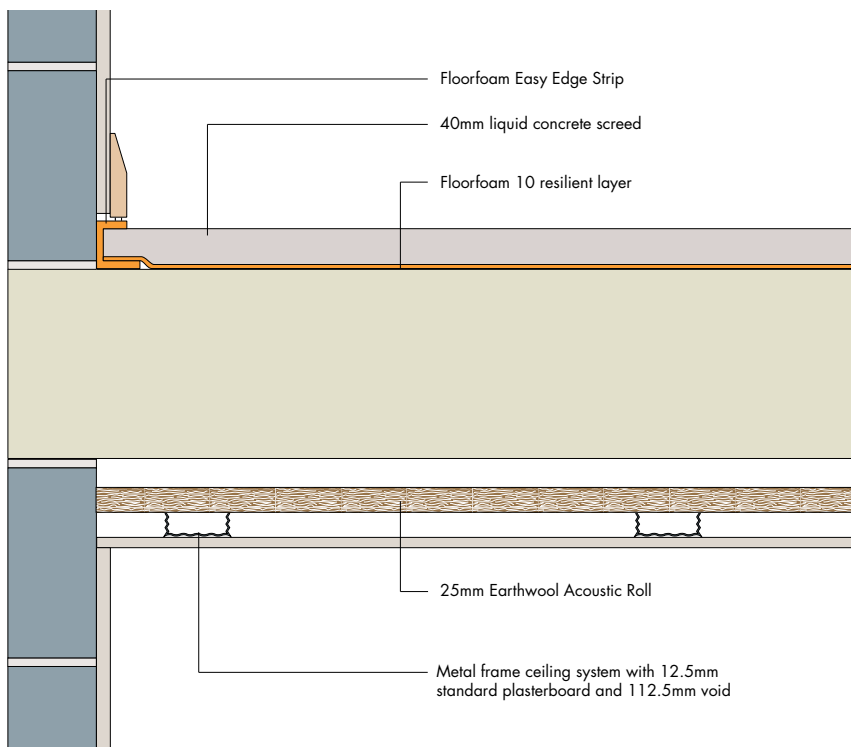 Floorfoam Easy Edge Strip
40mm liquid concrete screed
Floorfoam 10 resilient layer
25mm Earthwool Acoustic Roll
Metal frame ceiling system with 12.5mm
standard plasterboard and 112.5mm void